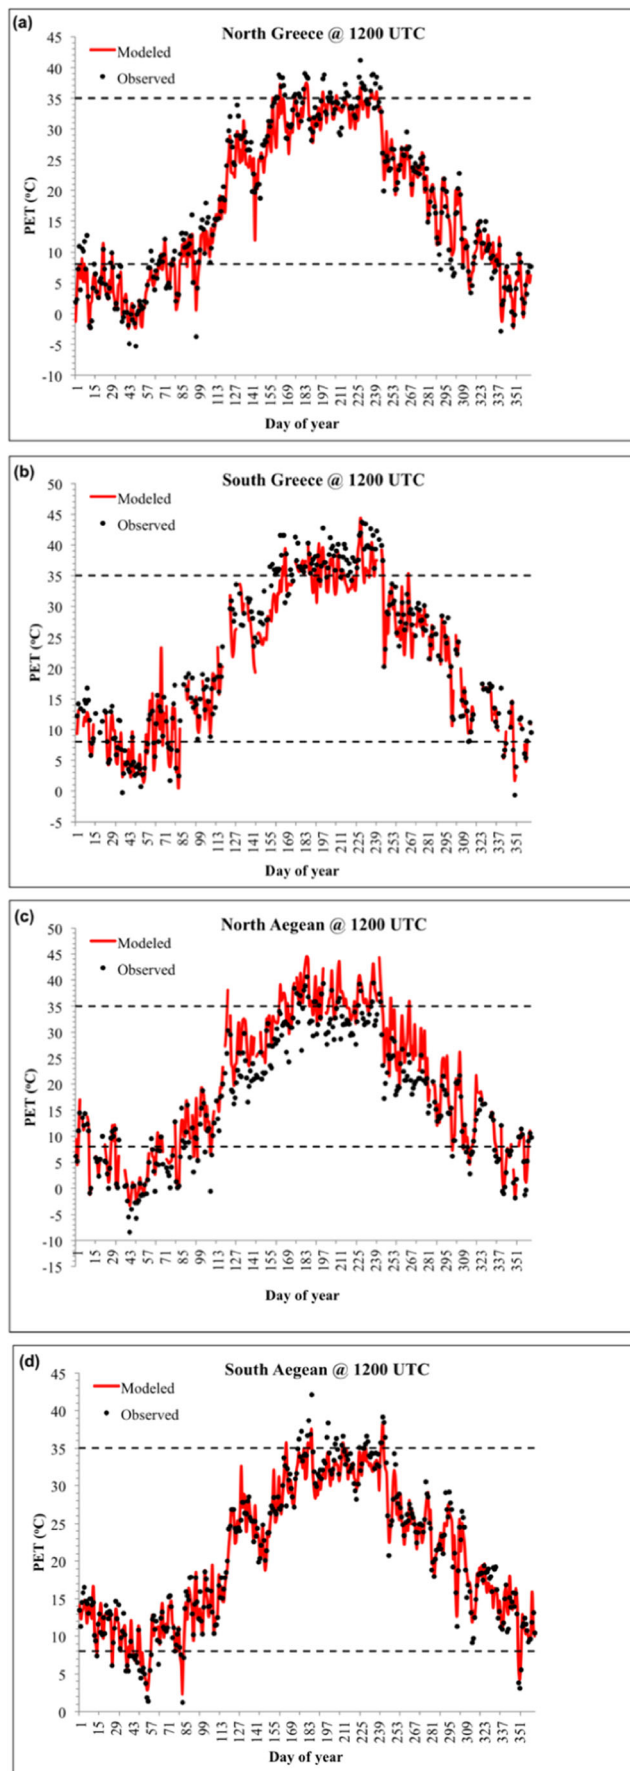 (a)
North Greece @ 1200 UTC
Modeled
Observed
45
40
35
30
25
20
15
10
5
0
-5
-10
PET (°C)
1 15 29 43 57 71 85 99 113 127 141 155 169 183 197 211 225 239 253 267 281 295 309 323 337 351
Day of year
(b)
South Greece @ 1200 UTC
Modeled
Observed
50
45
40
35
30
25
20
15
10
5
0
-5
PET (°C)
1 15 29 43 57 71 85 99 113 127 141 155 169 183 197 211 225 239 253 267 281 295 309 323 337 351
Day of year
(c)
North Aegean @ 1200 UTC
Modeled
Observed
50
45
40
35
30
25
20
15
10
5
0
-5
-10
-15
PET (°C)
1 15 29 43 57 71 85 99 113 127 141 155 169 183 197 211 225 239 253 267 281 295 309 323 337 351
Day of year
(d)
South Aegean @ 1200 UTC
Modeled
Observed
45
40
35
30
25
20
15
10
5
0
PET (°C)
1 15 29 43 57 71 85 99 113 127 141 155 169 183 197 211 225 239 253 267 281 295 309 323 337 351
Day of year